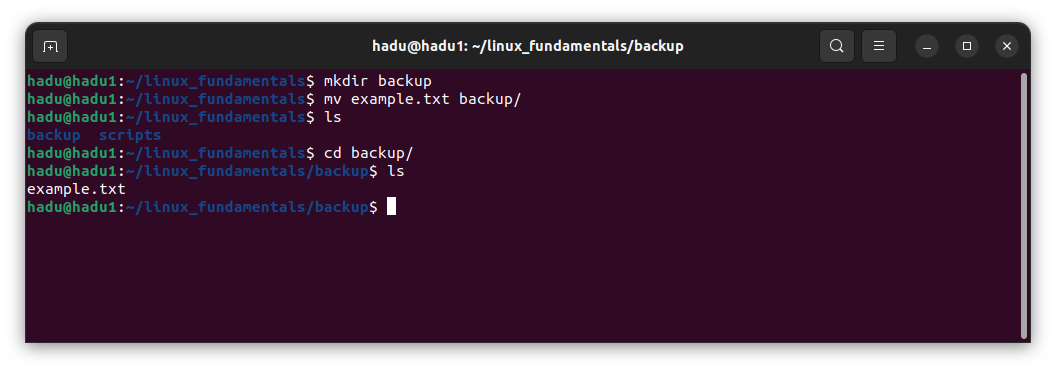 hadu@hadu1: ~/linux_fundamentals/backup
hadu@hadu1:~/linux_fundamentals$ mkdir backup
hadu@hadu1:~/linux_fundamentals$ mv example.txt backup/
hadu@hadu1:~/linux_fundamentals$ ls
backup  scripts
hadu@hadu1:~/linux_fundamentals$ cd backup/
hadu@hadu1:~/linux_fundamentals/backup$ ls
example.txt
hadu@hadu1:~/linux_fundamentals/backup$